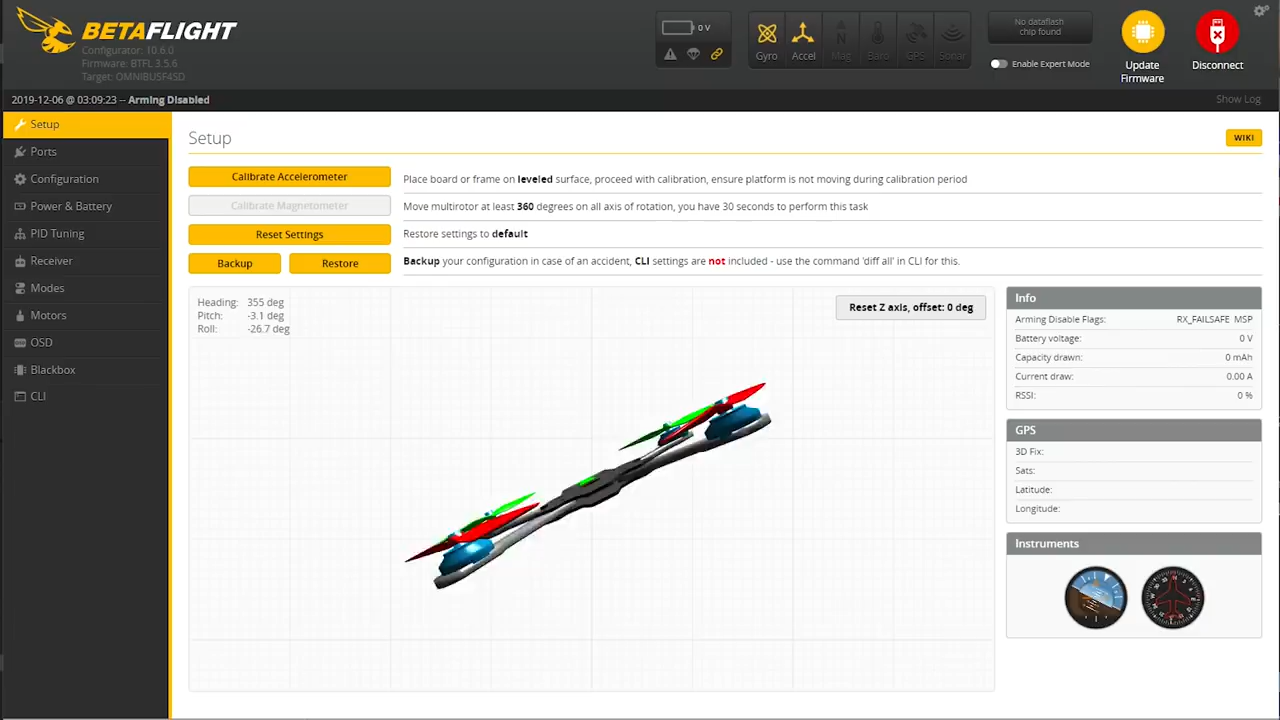 BETAFLIGHT
Configurator: 10.6.0
Firmware: BTFL 3.5.6
Target: OMNIBUSF4SD
0 V
Gyro
Accel
Mag
Baro
GPS
Sonar
No dataflash
chip found
Enable Expert Mode
Update
Firmware
Disconnect
2019-12-06 @ 03:09:23 -- Arming Disabled
Show Log
Setup
Ports
Configuration
Power & Battery
PID Tuning
Receiver
Modes
Motors
OSD
Blackbox
CLI
Setup
WIKI
Calibrate Accelerometer
Place board or frame on leveled surface, proceed with calibration, ensure platform is not moving during calibration period
Calibrate Magnetometer
Move multirotor at least 360 degrees on all axis of rotation, you have 30 seconds to perform this task
Reset Settings
Restore settings to default
Backup
Restore
Backup your configuration in case of an accident, CLI settings are not included - use the command 'diff all' in CLI for this.
Heading: 355 deg
Pitch: -3.1 deg
Roll: -26.7 deg
Reset Z axis, offset: 0 deg
Info
Arming Disable Flags: RX_FAILSAFE MSP
Battery voltage: 0 V
Capacity drawn: 0 mAh
Current draw: 0.00 A
RSSI: 0 %
GPS
3D Fix:
Sats:
Latitude:
Longitude:
Instruments